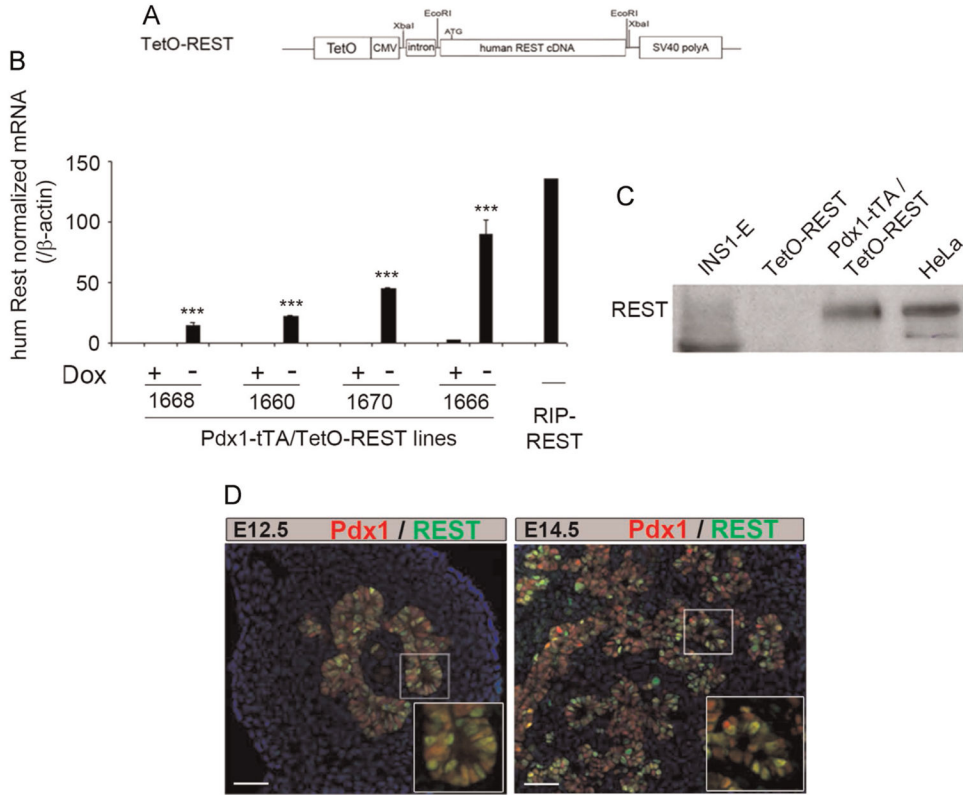 A
TetO-REST
XbaI
EcoRI
ATG
EcoRI
XbaI
TetO
CMV
intron
human REST cDNA
SV40 polyA
B
hum Rest normalized mRNA
(/β-actin)
150
100
50
0
***
***
***
***
Dox
+ - + - + - + -
1668 1660 1670 1666
Pdx1-tTA/TetO-REST lines
RIP-
REST
C
INS1-E
TetO-REST
Pdx1-tTA /
TetO-REST
HeLa
REST
D
E12.5 Pdx1 / REST
E14.5 Pdx1 / REST